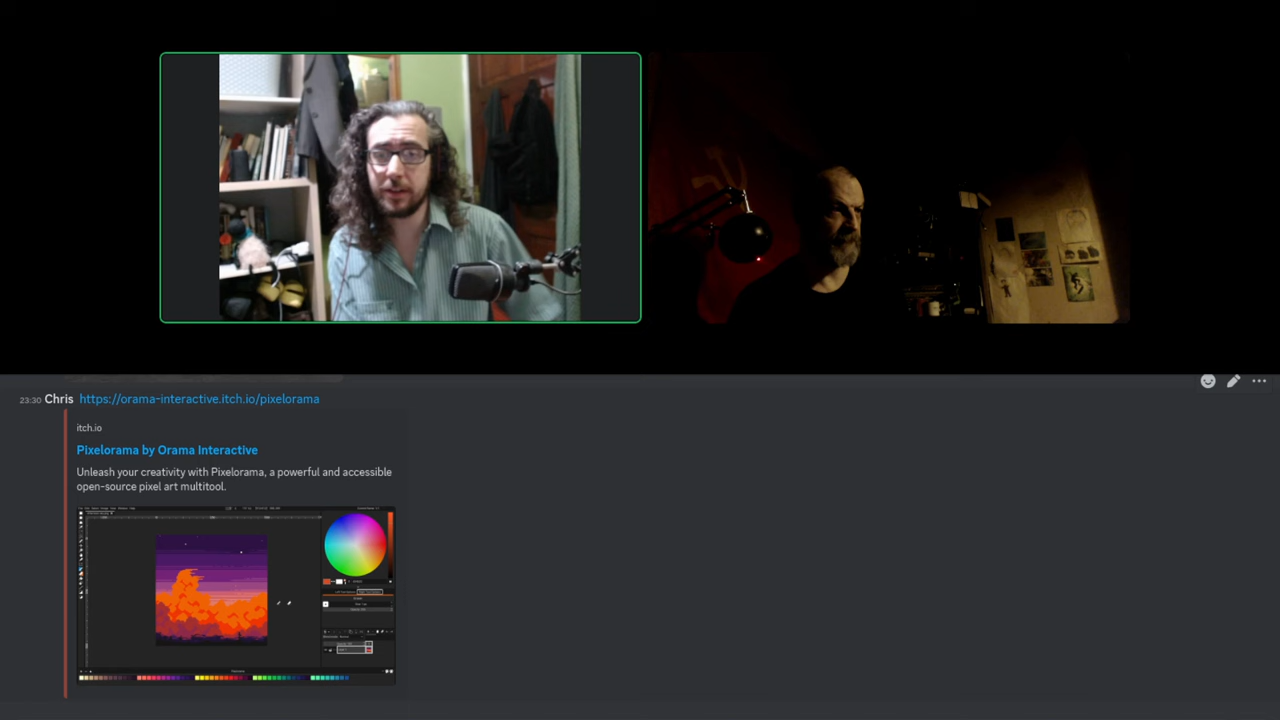 23:30 Chris https://orama-interactive.itch.io/pixelorama
itch.io
Pixelorama by Orama Interactive
Unleash your creativity with Pixelorama, a powerful and accessible
open-source pixel art multitool.